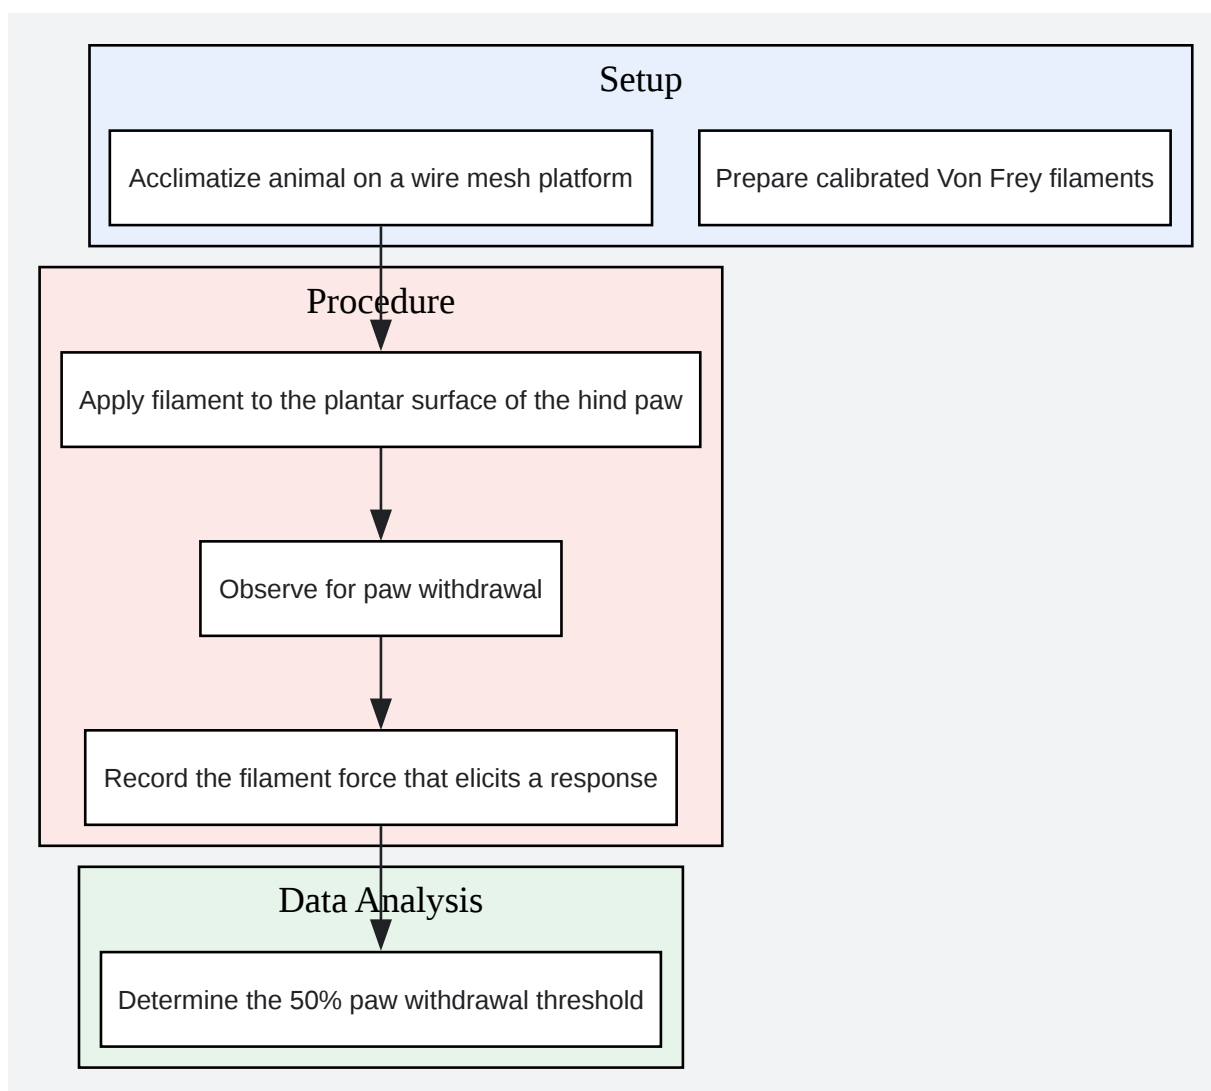 Setup
Acclimatize animal on a wire mesh platform
Prepare calibrated Von Frey filaments
Procedure
Apply filament to the plantar surface of the hind paw
Observe for paw withdrawal
Record the filament force that elicits a response
Data Analysis
Determine the 50% paw withdrawal threshold